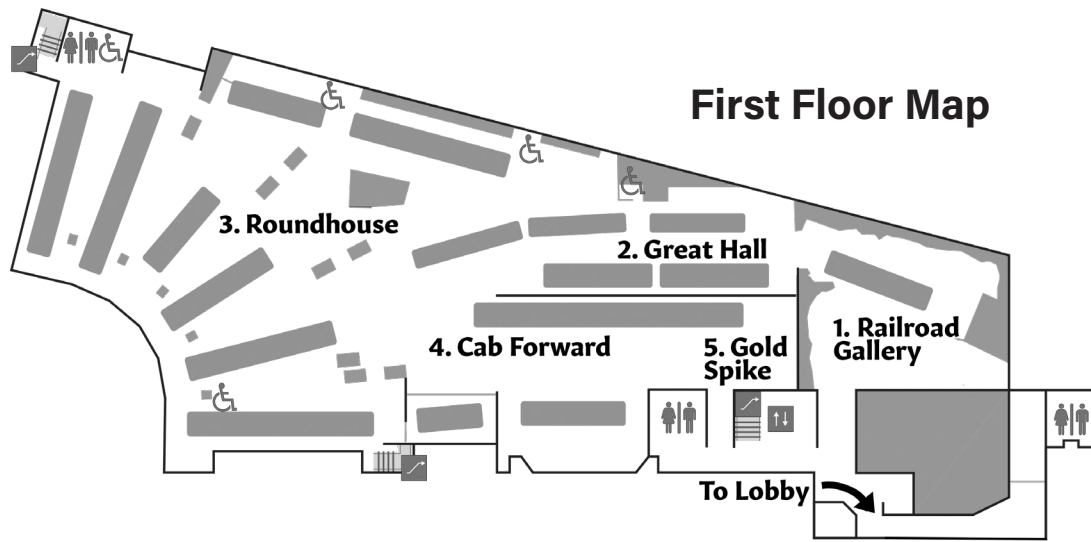 First Floor Map
3. Roundhouse
2. Great Hall
1. Railroad
Gallery
4. Cab Forward
5. Gold
Spike
To Lobby